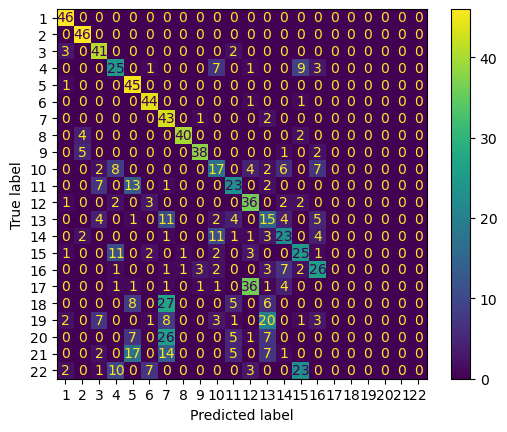 1 46 0 0 0 0 0 0 0 0 0 0 0 0 0 0 0 0 0 0 0 0 0
2 0 46 0 0 0 0 0 0 0 0 0 0 0 0 0 0 0 0 0 0 0 0
3 3 0 41 0 0 0 0 0 0 0 2 0 0 0 0 0 0 0 0 0 0 0
4 0 0 0 25 0 1 0 0 0 7 0 1 0 0 9 3 0 0 0 0 0 0
5 1 0 0 0 45 0 0 0 0 0 0 0 0 0 0 0 0 0 0 0 0 0
6 0 0 0 0 0 44 0 0 0 0 0 1 0 0 1 0 0 0 0 0 0 0
7 0 0 0 0 0 0 43 0 1 0 0 0 2 0 0 0 0 0 0 0 0 0
8 0 4 0 0 0 0 0 40 0 0 0 0 0 0 2 0 0 0 0 0 0 0
9 0 5 0 0 0 0 0 0 38 0 0 0 0 1 0 2 0 0 0 0 0 0
10 0 0 2 8 0 0 0 0 0 17 0 4 2 6 0 7 0 0 0 0 0 0
11 0 0 7 0 13 0 1 0 0 0 23 0 2 0 0 0 0 0 0 0 0 0
12 1 0 0 2 0 3 0 0 0 0 0 36 0 2 2 0 0 0 0 0 0 0
13 0 0 4 0 1 0 11 0 0 2 4 0 15 4 0 5 0 0 0 0 0 0
14 0 2 0 0 0 0 1 0 0 11 1 1 3 23 0 4 0 0 0 0 0 0
15 1 0 0 11 0 2 0 1 0 2 0 3 0 0 25 1 0 0 0 0 0 0
16 0 0 0 1 0 0 1 1 3 2 0 0 3 7 2 26 0 0 0 0 0 0
17 0 0 0 1 1 0 1 0 1 1 0 36 1 4 0 0 0 0 0 0 0 0
18 0 0 0 0 8 0 27 0 0 0 5 0 6 0 0 0 0 0 0 0 0 0
19 2 0 7 0 0 1 8 0 0 3 1 0 20 0 1 3 0 0 0 0 0 0
20 0 0 0 0 7 0 26 0 0 0 5 1 7 0 0 0 0 0 0 0 0 0
21 0 0 2 0 17 0 14 0 0 0 5 0 7 1 0 0 0 0 0 0 0 0
22 2 0 1 10 0 7 0 0 0 0 0 3 0 0 23 0 0 0 0 0 0 0
1 2 3 4 5 6 7 8 9 10 11 12 13 14 15 16 17 18 19 20 21 22
Predicted label
True label
40
30
20
10
0